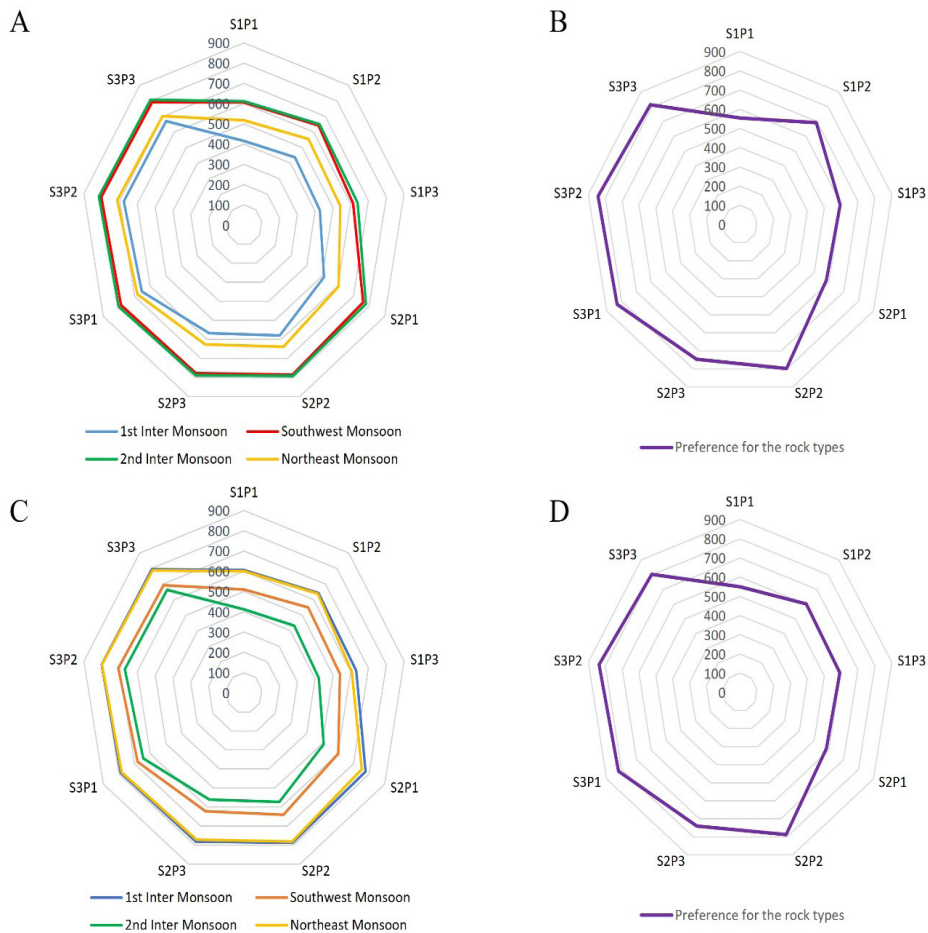 A
S1P1
S1P2
S1P3
S2P1
S2P2
S2P3
S3P1
S3P2
S3P3
900
800
700
600
500
400
300
200
100
0
1st Inter Monsoon
Southwest Monsoon
2nd Inter Monsoon
Northeast Monsoon
B
S1P1
S1P2
S1P3
S2P1
S2P2
S2P3
S3P1
S3P2
S3P3
900
800
700
600
500
400
300
200
100
0
Preference for the rock types
C
S1P1
S1P2
S1P3
S2P1
S2P2
S2P3
S3P1
S3P2
S3P3
900
800
700
600
500
400
300
200
100
0
1st Inter Monsoon
Southwest Monsoon
2nd Inter Monsoon
Northeast Monsoon
D
S1P1
S1P2
S1P3
S2P1
S2P2
S2P3
S3P1
S3P2
S3P3
900
800
700
600
500
400
300
200
100
0
Preference for the rock types